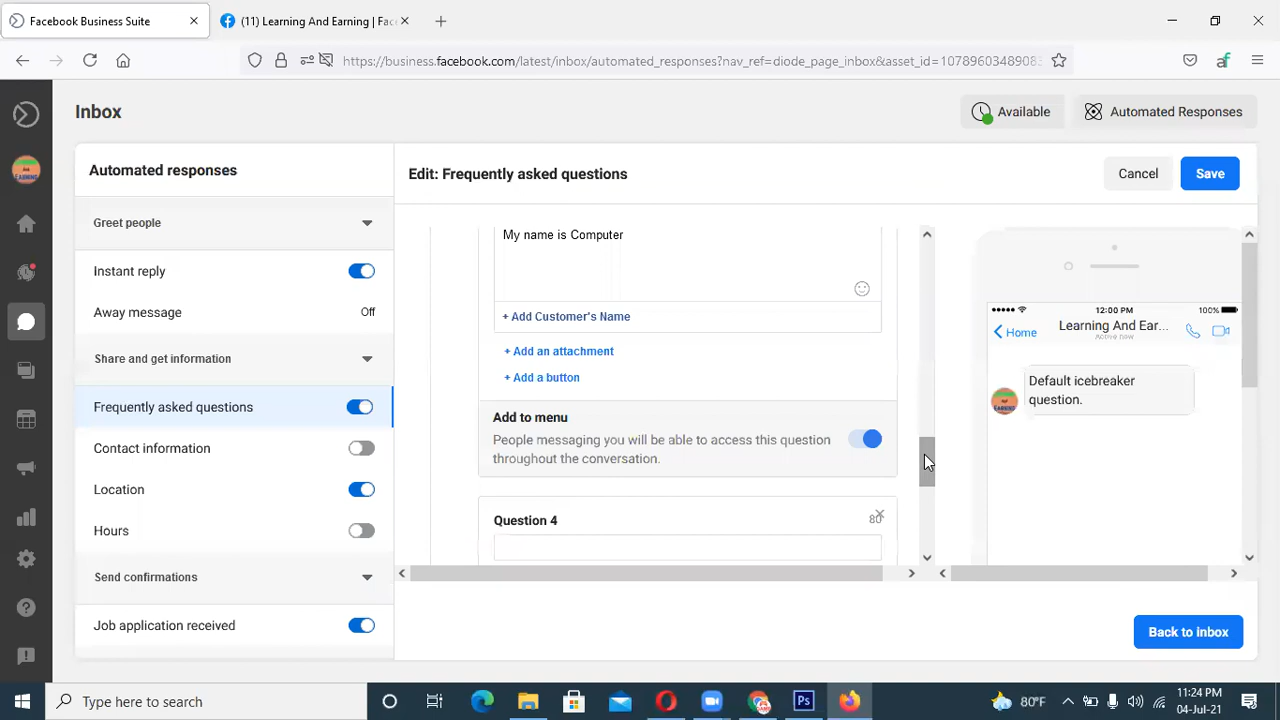 Facebook Business Suite
(11) Learning And Earning | Fac
https://business.facebook.com/latest/inbox/automated_responses?nav_ref=diode_page_inbox&asset_id=10789603489083
Inbox
Available
Automated Responses
Automated responses
Greet people
Instant reply
Away message
Off
Share and get information
Frequently asked questions
Contact information
Location
Hours
Send confirmations
Job application received
Edit: Frequently asked questions
Cancel
Save
My name is Computer
+ Add Customer's Name
+ Add an attachment
+ Add a button
Add to menu
People messaging you will be able to access this question
throughout the conversation.
Question 4
80
12:00 PM
100%
Home
Learning And Ear...
Active now
Default icebreaker
question.
Back to inbox
Type here to search
Ps
80°F
11:24 PM
04-Jul-21